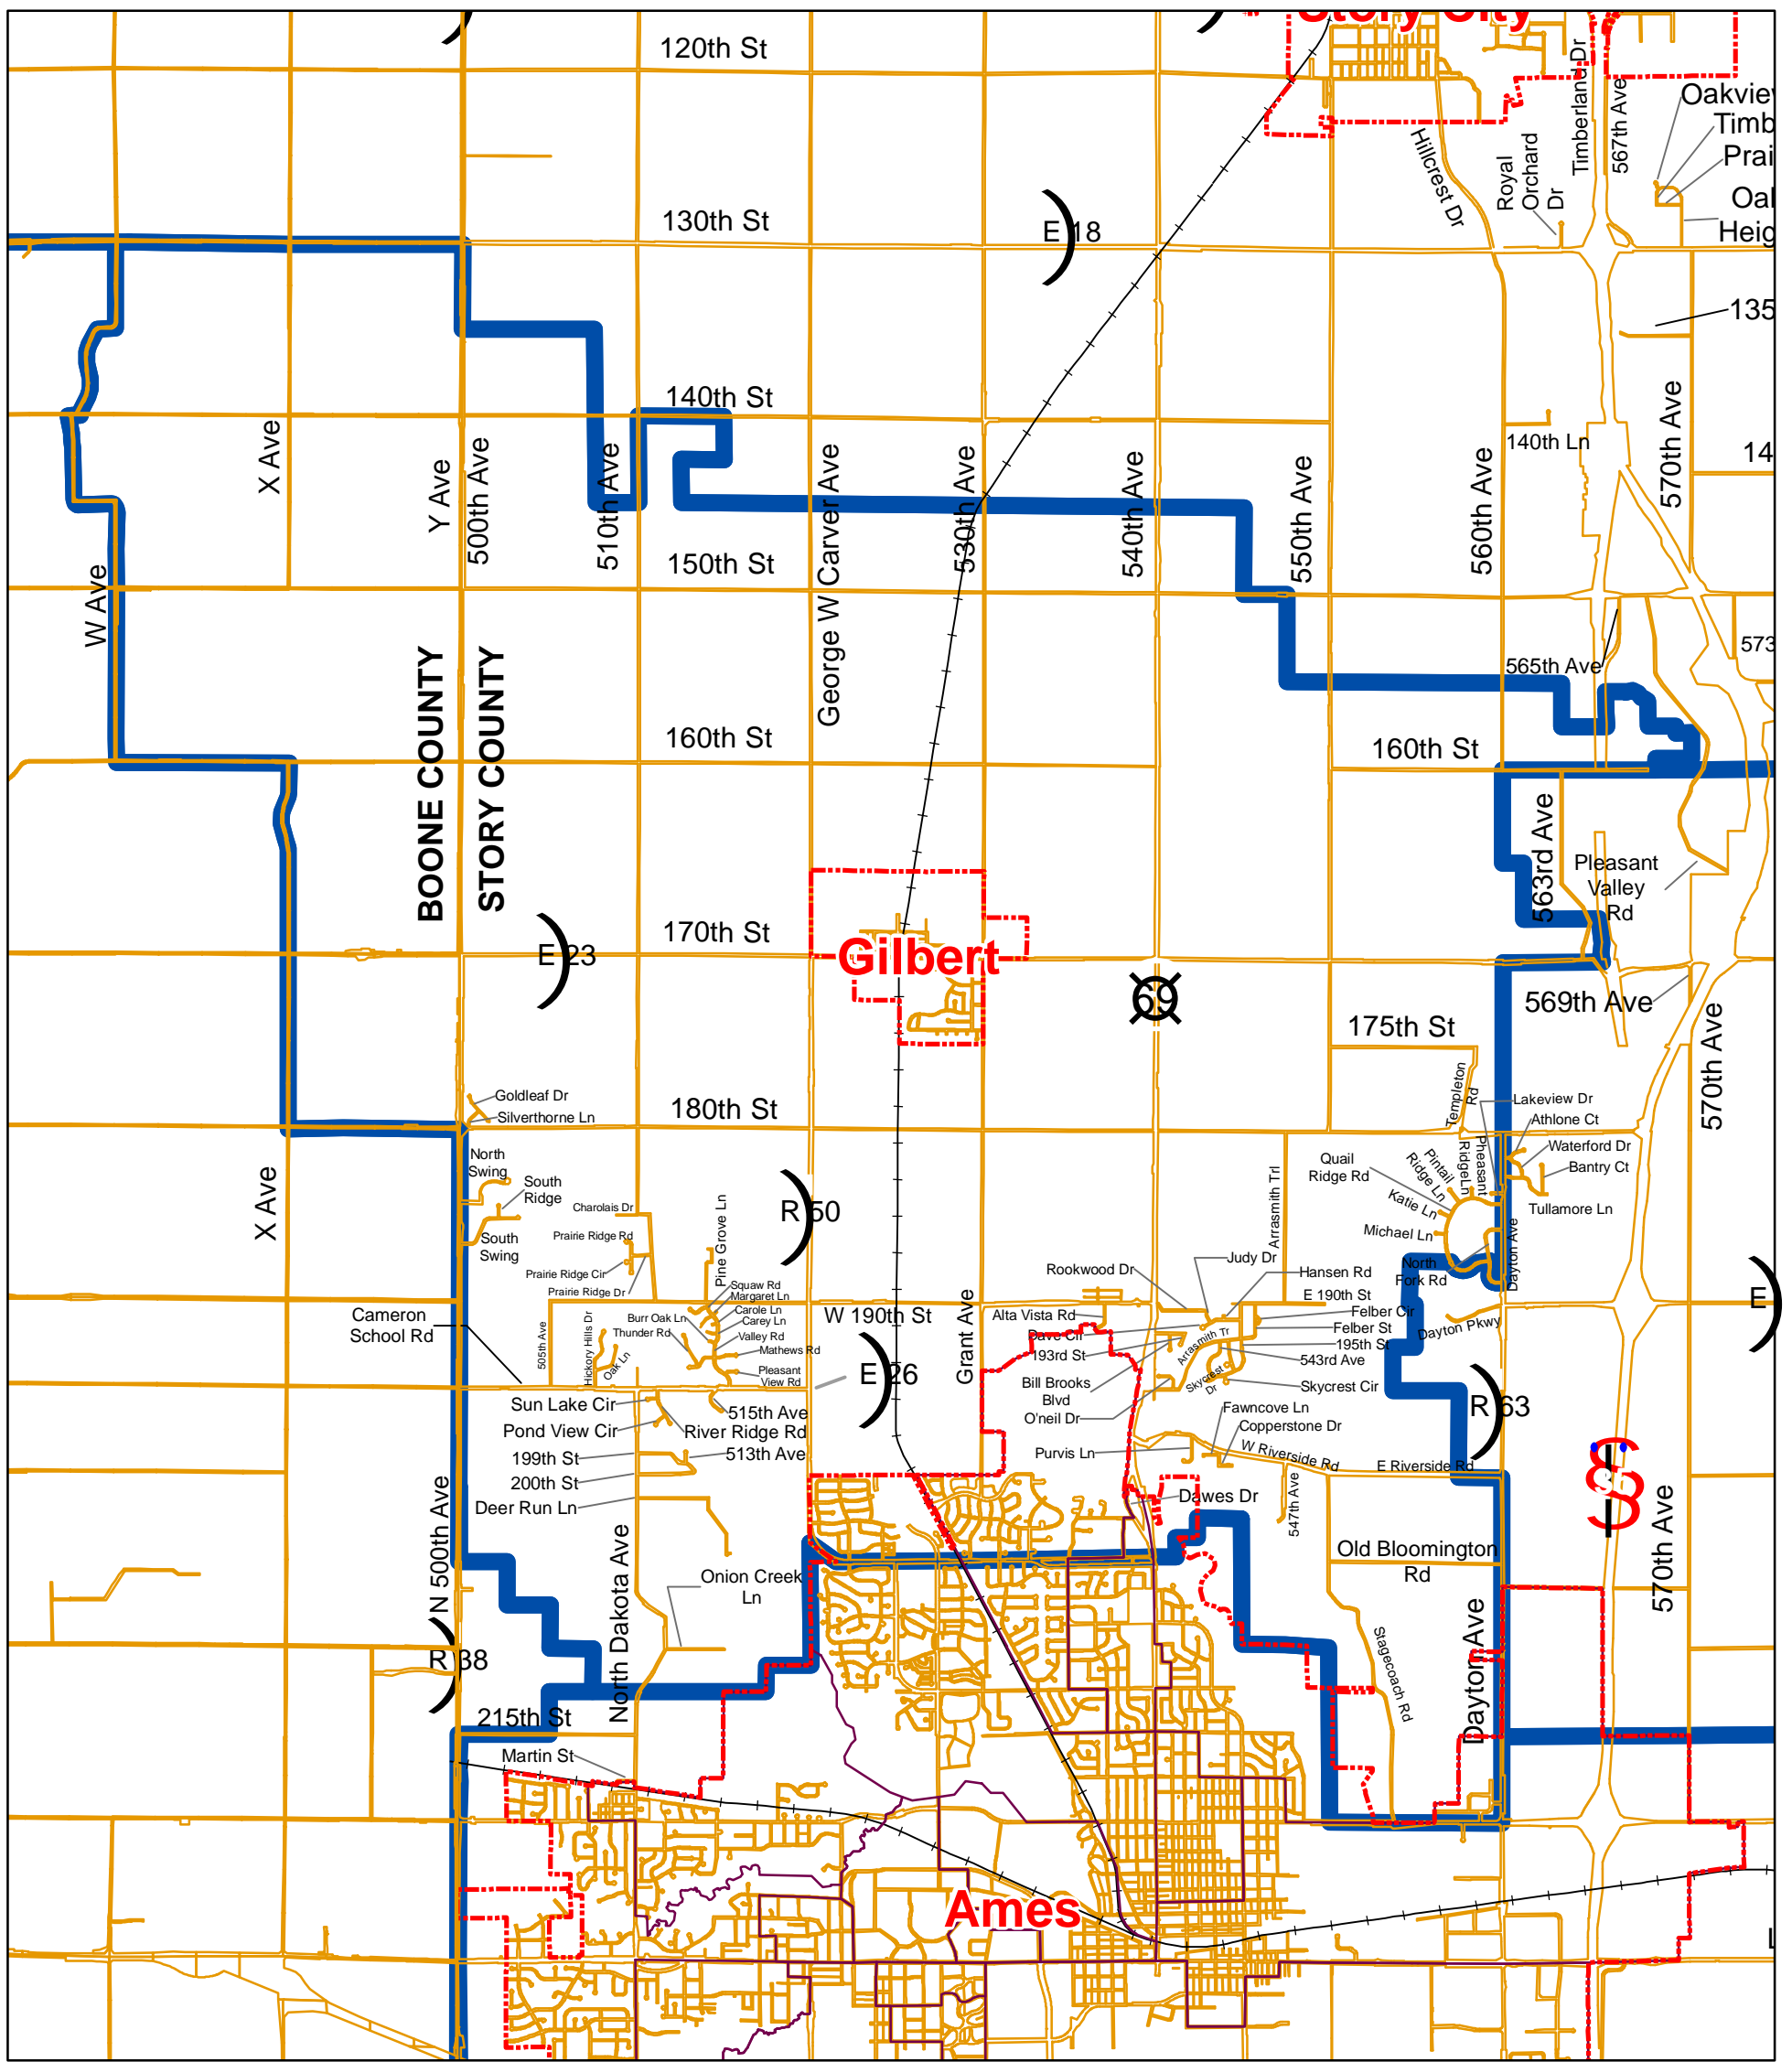 Story City
120th St
Timberland Dr
567th Ave
Oakview
Timb
Prai
Oal
Heig
Hillcrest Dr
Royal
Orchard
Dr
130th St
E 18
135
140th St
140th Ln
14
X Ave
Y Ave
500th Ave
510th Ave
George W Carver Ave
530th Ave
540th Ave
550th Ave
560th Ave
570th Ave
150th St
W Ave
BOONE COUNTY
STORY COUNTY
565th Ave
573
160th St
160th St
563rd Ave
Pleasant
Valley
Rd
170th St
E 23
Gilbert
69
569th Ave
175th St
570th Ave
Templeton
Rd
Goldleaf Dr
Silverthorne Ln
180th St
Lakeview Dr
Athlone Ct
Waterford Dr
Bantry Ct
Tullamore Ln
North
Swing
South
Ridge
South
Swing
X Ave
Charolais Dr
Prairie Ridge Rd
Prairie Ridge Cir
Prairie Ridge Dr
Pine Grove Ln
R 50
Arrasmith Trl
Quail
Ridge Rd
Pintail
Ridge Ln
Pheasant
RidgeLn
Katie Ln
Michael Ln
North
Fork Rd
Dayton Ave
Rookwood Dr
Judy Dr
Hansen Rd
E 190th St
E
Cameron
School Rd
505th Ave
Hickory Hills Dr
Oak Ln
Burr Oak Ln
Thunder Rd
Squaw Rd
Margaret Ln
Carole Ln
Carey Ln
Valley Rd
Mathews Rd
Pleasant
View Rd
W 190th St
E 26
Grant Ave
Alta Vista Rd
Dave Cir
193rd St
Arrasmith Tr
Felber Cir
Felber St
195th St
543rd Ave
Skycrest
Dr
Skycrest Cir
Dayton Pkwy
Bill Brooks
Blvd
O'neil Dr
Sun Lake Cir
Pond View Cir
515th Ave
River Ridge Rd
513th Ave
199th St
200th St
Deer Run Ln
Fawncove Ln
Copperstone Dr
Purvis Ln
W Riverside Rd
E Riverside Rd
R 63
35
Dawes Dr
547th Ave
N 500th Ave
North Dakota Ave
Onion Creek
Ln
Old Bloomington
Rd
570th Ave
Dayton Ave
Stagecoach Rd
R 38
215th St
Martin St
Ames